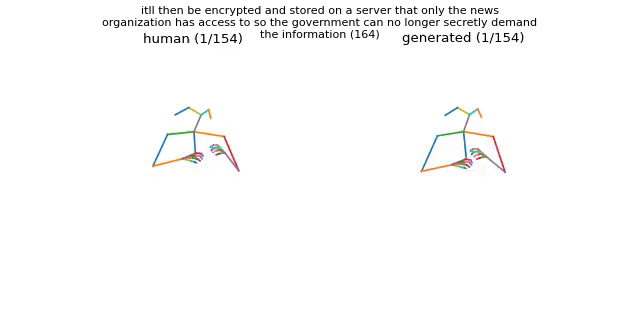 itll then be encrypted and stored on a server that only the news
organization has access to so the government can no longer secretly demand
the information (164)
human (1/154)
generated (1/154)